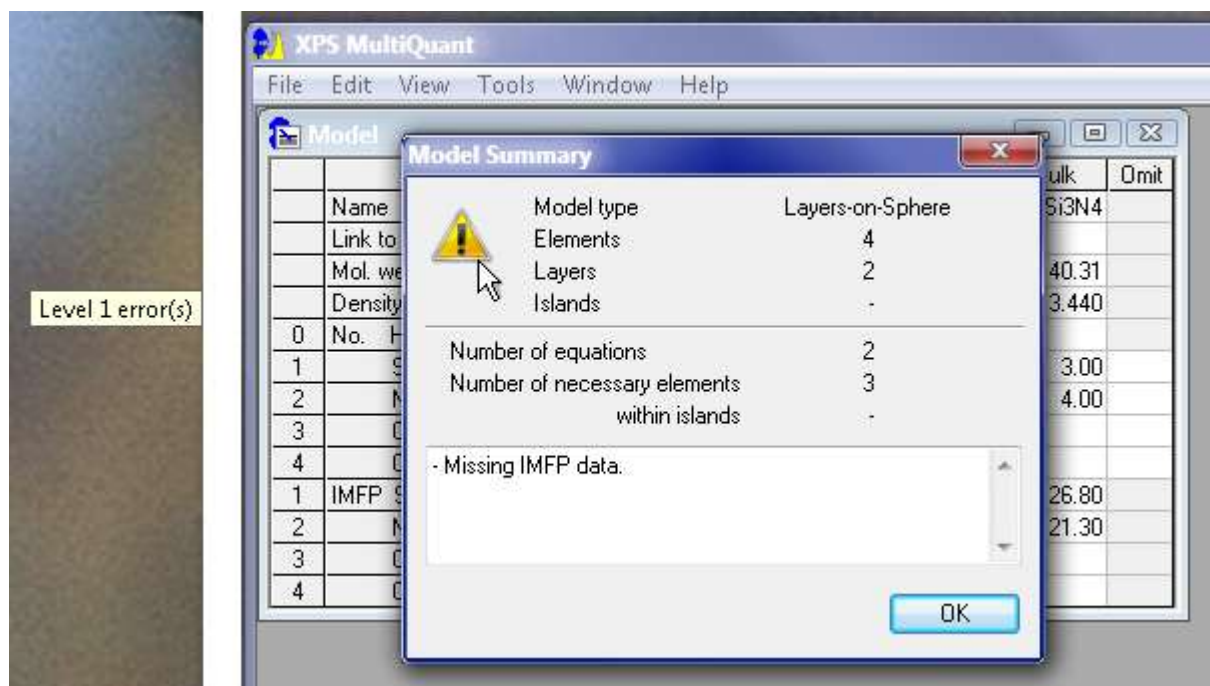 XPS MultiQuant
File Edit View Tools Window Help
Model
Model Summary
ulk Omit
Name Si3N4
Link to
Mol. we 40.31
Density 3.440
0 No. H
1 S 3.00
2 N 4.00
3
4
1 IMFP S 26.80
2 N 21.30
3
4
Model type Layers-on-Sphere
Elements 4
Layers 2
Islands -
Number of equations 2
Number of necessary elements 3
within islands -
- Missing IMFP data.
OK
Level 1 error(s)